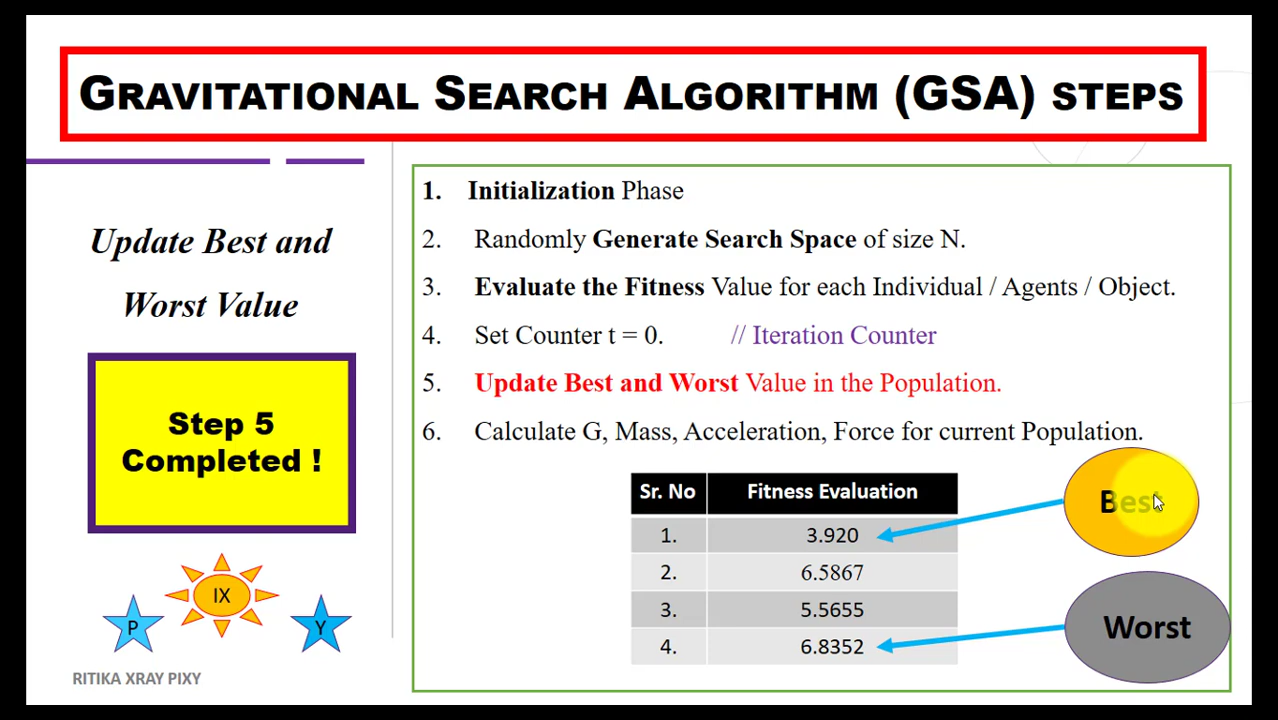 GRAVITATIONAL SEARCH ALGORITHM (GSA) STEPS
Update Best and
Worst Value
Step 5
Completed !
P
IX
Y
RITIKA XRAY PIXY
1. Initialization Phase
2. Randomly Generate Search Space of size N.
3. Evaluate the Fitness Value for each Individual / Agents / Object.
4. Set Counter t = 0. // Iteration Counter
5. Update Best and Worst Value in the Population.
6. Calculate G, Mass, Acceleration, Force for current Population.
Sr. No Fitness Evaluation
1. 3.920
2. 6.5867
3. 5.5655
4. 6.8352
Best
Worst